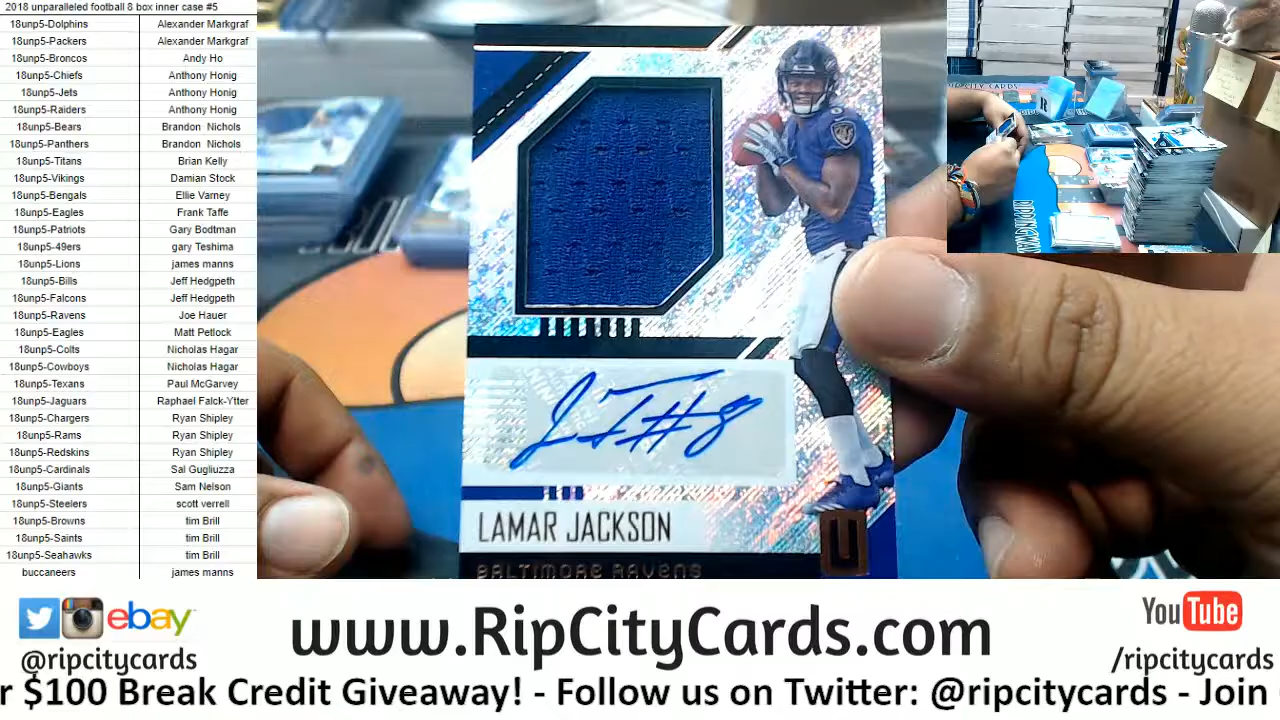 2018 unparalleled football 8 box inner case #5
18unp5-Dolphins Alexander Markgraf
18unp5-Packers Alexander Markgraf
18unp5-Broncos Andy Ho
18unp5-Chiefs Anthony Honig
18unp5-Jets Anthony Honig
18unp5-Raiders Anthony Honig
18unp5-Bears Brandon Nichols
18unp5-Panthers Brandon Nichols
18unp5-Titans Brian Kelly
18unp5-Vikings Damian Stock
18unp5-Bengals Ellie Varney
18unp5-Eagles Frank Taffe
18unp5-Patriots Gary Bodtman
18unp5-49ers gary Teshima
18unp5-Lions james manns
18unp5-Bills Jeff Hedgpeth
18unp5-Falcons Jeff Hedgpeth
18unp5-Ravens Joe Hauer
18unp5-Eagles Matt Petlock
18unp5-Colts Nicholas Hagar
18unp5-Cowboys Nicholas Hagar
18unp5-Texans Paul McGarvey
18unp5-Jaguars Raphael Falck-Ytter
18unp5-Chargers Ryan Shipley
18unp5-Rams Ryan Shipley
18unp5-Redskins Ryan Shipley
18unp5-Cardinals Sal Gugliuzza
18unp5-Giants Sam Nelson
18unp5-Steelers scott verrell
18unp5-Browns tim Brill
18unp5-Saints tim Brill
18unp5-Seahawks tim Brill
buccaneers james manns
LAMAR JACKSON
BALTIMORE RAVENS
U
ebay
@ripcitycards
www.RipCityCards.com
YouTube
/ripcitycards
r $100 Break Credit Giveaway! - Follow us on Twitter: @ripcitycards - Join